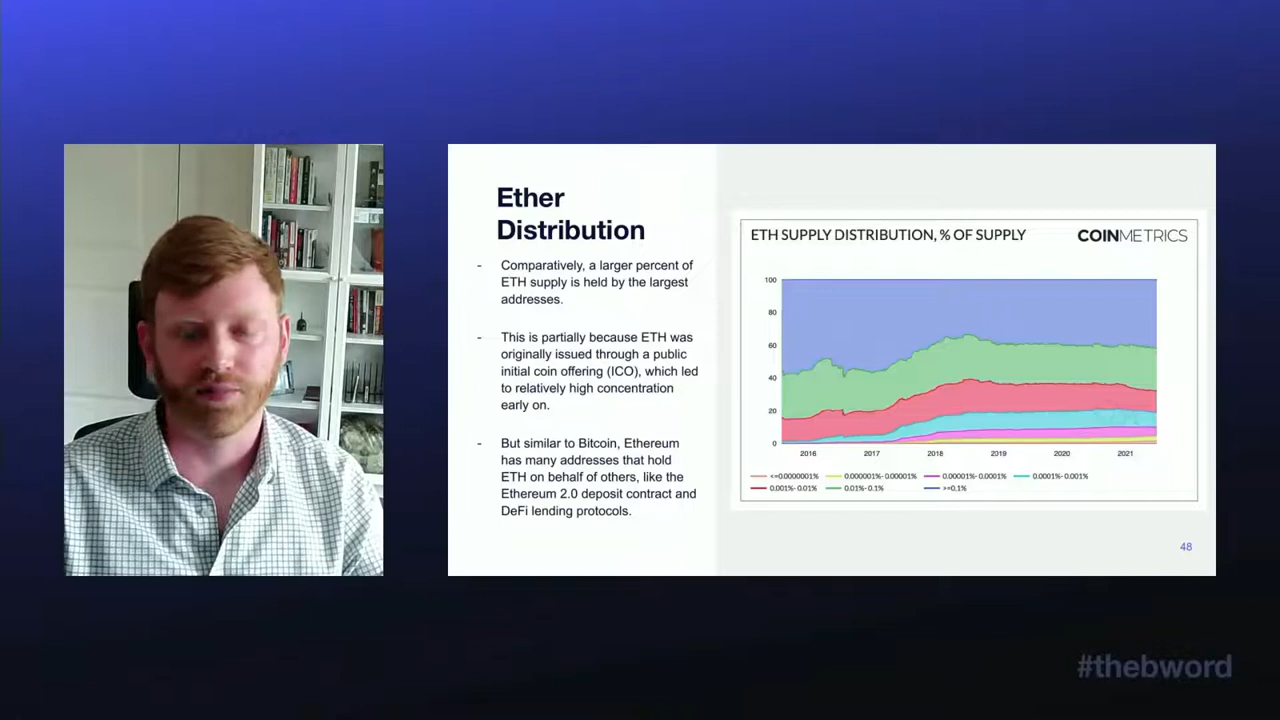 Ether
Distribution
- Comparatively, a larger percent of
ETH supply is held by the largest
addresses.
- This is partially because ETH was
originally issued through a public
initial coin offering (ICO), which led
to relatively high concentration
early on.
- But similar to Bitcoin, Ethereum
has many addresses that hold
ETH on behalf of others, like the
Ethereum 2.0 deposit contract and
DeFi lending protocols.
ETH SUPPLY DISTRIBUTION, % OF SUPPLY
COINMETRICS
100
80
60
40
20
0
2016 2017 2018 2019 2020 2021
<=0.0000001% 0.000001%- 0.00001% 0.00001%- 0.0001% 0.0001%- 0.001%
0.001%- 0.01% 0.01%- 0.1% >=0.1%
48
#thebword